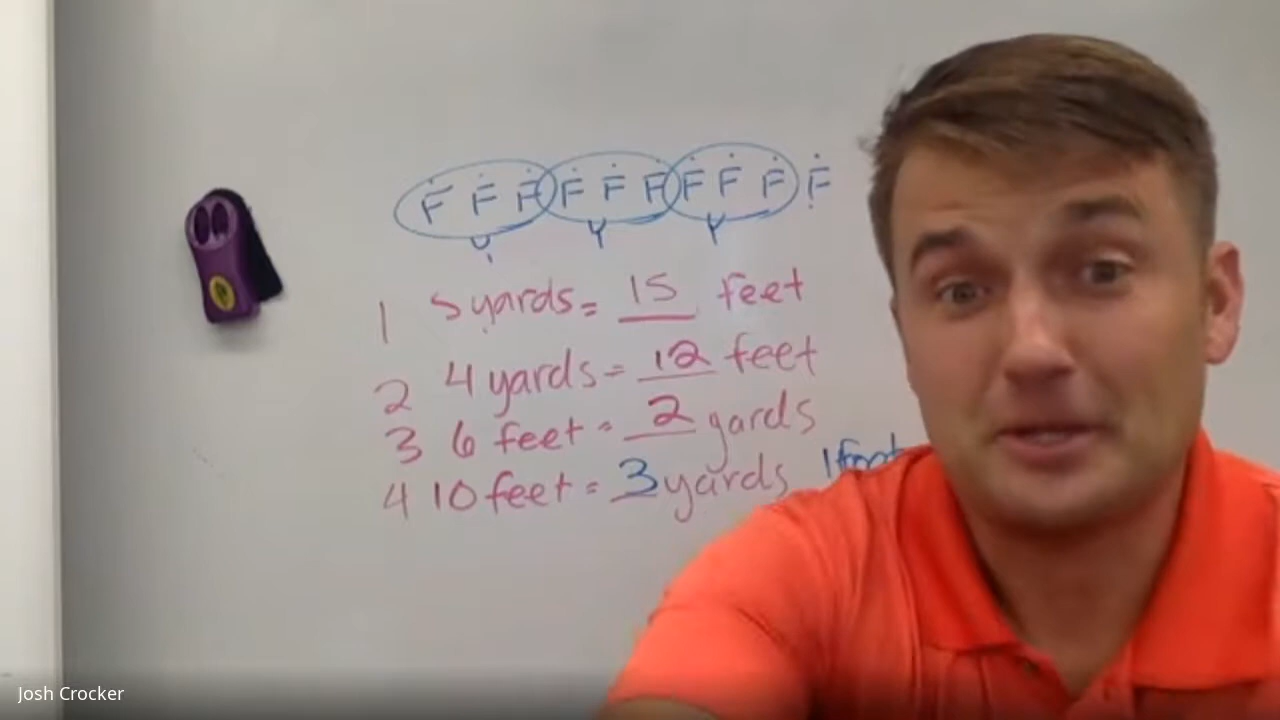 F F F F F F F F F F
Y Y Y
1 5 yards = 15 feet
2 4 yards = 12 feet
3 6 feet = 2 yards
4 10 feet = 3 yards 1 foot
Josh Crocker